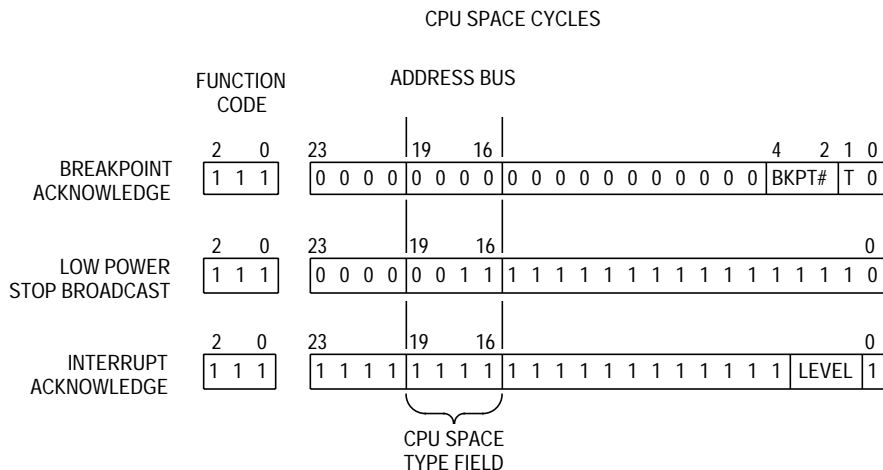 CPU SPACE CYCLES
FUNCTION
CODE
ADDRESS BUS
2 0 23 19 16 4 2 1 0
BREAKPOINT
ACKNOWLEDGE
1 1 1 0 0 0 0 0 0 0 0 0 0 0 0 0 0 0 0 0 0 0 BKPT# T 0
2 0 23 19 16 0
LOW POWER
STOP BROADCAST
1 1 1 0 0 0 0 0 0 1 1 1 1 1 1 1 1 1 1 1 1 1 1 1 1 1 0
2 0 23 19 16 0
INTERRUPT
ACKNOWLEDGE
1 1 1 1 1 1 1 1 1 1 1 1 1 1 1 1 1 1 1 1 1 1 1 LEVEL 1
CPU SPACE
TYPE FIELD